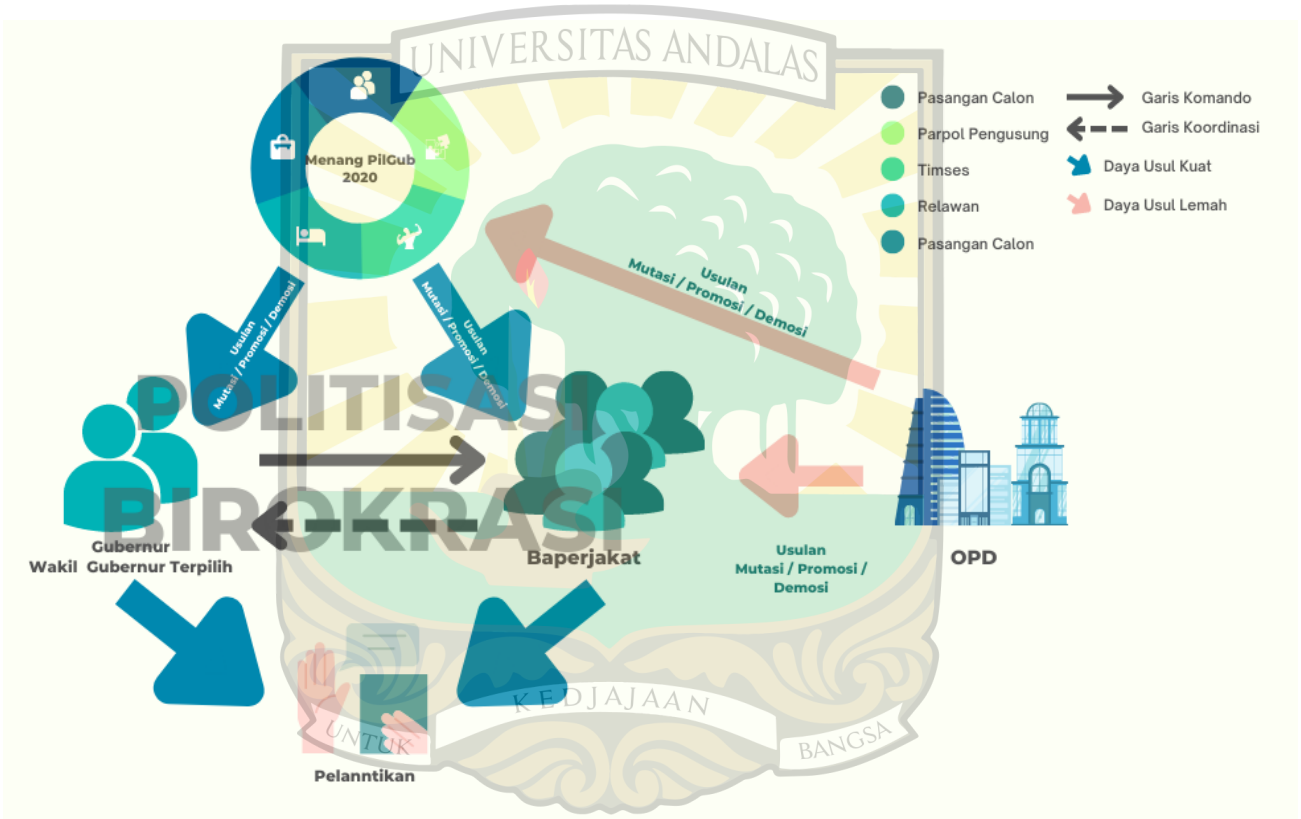 UNIVERSITAS ANDALAS
Menang PilGub
2020
Pasangan Calon
Parpol Pengusung
Timses
Relawan
Pasangan Calon
Garis Komando
Garis Koordinasi
Daya Usul Kuat
Daya Usul Lemah
Usulan
Mutasi / Promosi / Demosi
Usulan
Mutasi / Promosi / Demosi
Usulan
Mutasi / Promosi / Demosi
POLITISASI
BIROKRASI
Gubernur
Wakil Gubernur Terpilih
Baperjakat
Usulan
Mutasi / Promosi /
Demosi
OPD
KEDJAJAAN
UNTUK
BANGSA
Pelanntikan